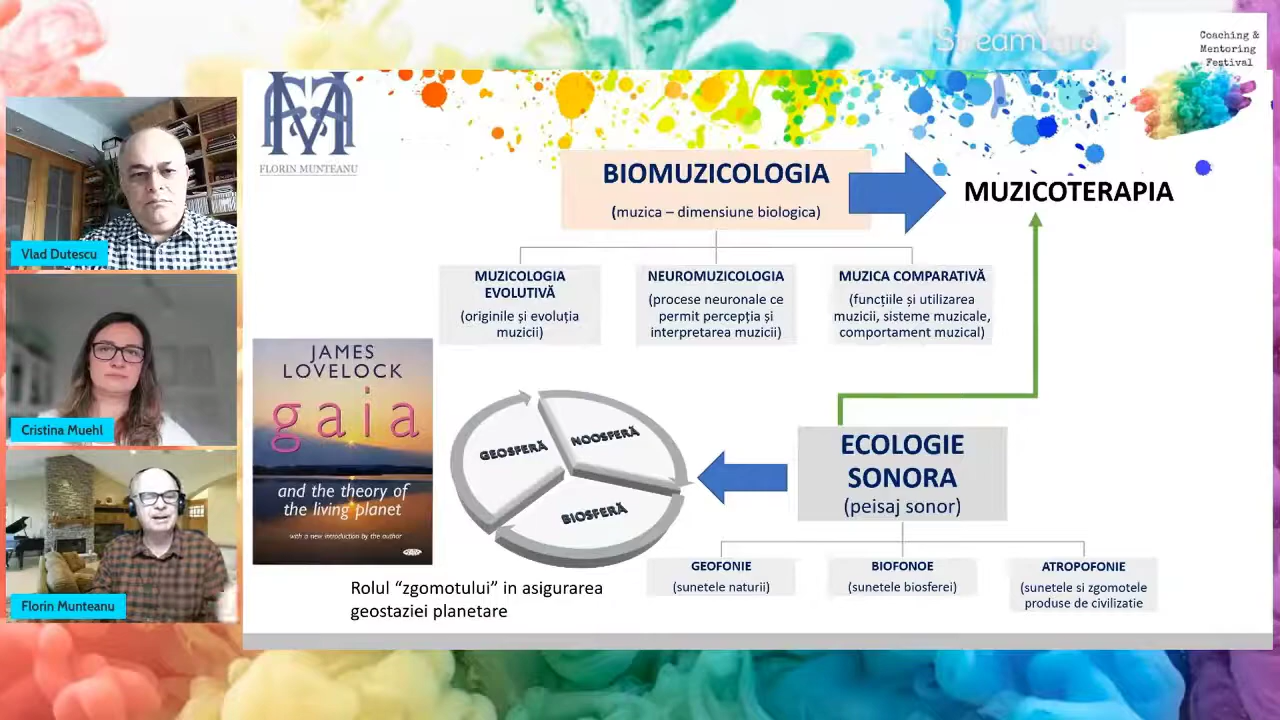 StreamYard
Coaching &
Mentoring
Festival
FLORIN MUNTEANU
BIOMUZICOLOGIA
(muzica – dimensiune biologica)
MUZICOTERAPIA
MUZICOLOGIA
EVOLUTIVĂ
(originile și evoluția
muzicii)
NEUROMUZICOLOGIA
(procese neuronale ce
permit percepția și
interpretarea muzicii)
MUZICA COMPARATIVĂ
(funcțiile și utilizarea
muzicii, sisteme muzicale,
comportament muzical)
Vlad Dutescu
Cristina Muehl
Florin Munteanu
JAMES
LOVELOCK
gaia
and the theory of
the living planet
with a new introduction by the author
GEOSFERĂ
NOOSFERĂ
BIOSFERĂ
ECOLOGIE
SONORA
(peisaj sonor)
GEOFONIE
(sunetele naturii)
BIOFONOE
(sunetele biosferei)
ATROPOFONIE
(sunetele si zgomotele
produse de civilizatie
Rolul “zgomotului” in asigurarea
geostaziei planetare